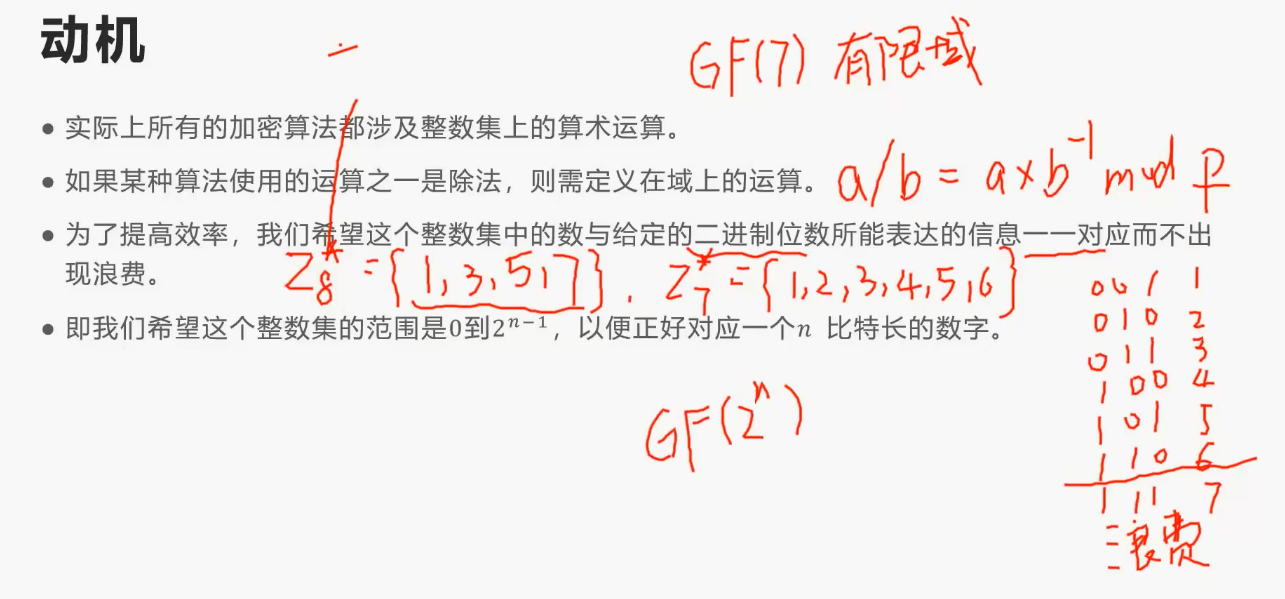 动机
÷
GF(7) 有限域
● 实际上所有的加密算法都涉及整数集上的算术运算。
● 如果某种算法使用的运算之一是除法，则需定义在域上的运算。
a/b = a×b⁻¹ mod P
● 为了提高效率，我们希望这个整数集中的数与给定的二进制位数所能表达的信息一一对应而不出
现浪费。
Z₈* = {1,3,5,7}. Z₇* = {1,2,3,4,5,6}
● 即我们希望这个整数集的范围是0到2ⁿ⁻¹，以便正好对应一个n 比特长的数字。
GF(2ⁿ)
001 1
010 2
011 3
100 4
101 5
110 6
111 7
浪费